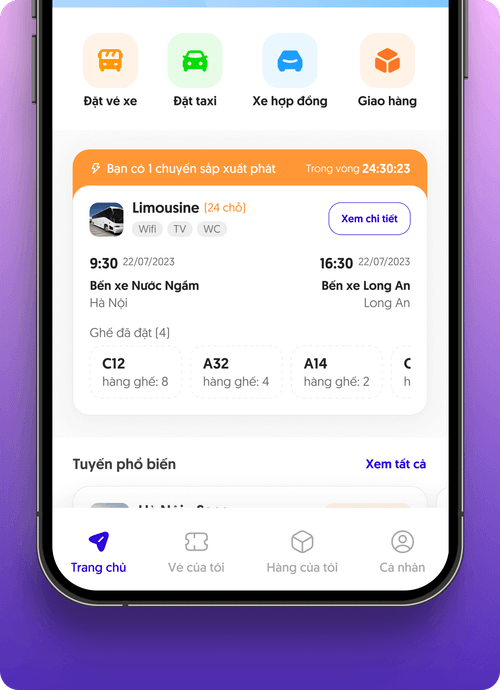 Đặt vé xe
Đặt taxi
Xe hợp đồng
Giao hàng
Bạn có 1 chuyến sắp xuất phát
Trong vòng 24:30:23
Limousine (24 chỗ)
Wifi TV WC
Xem chi tiết
9:30 22/07/2023
16:30 22/07/2023
Bến xe Nước Ngầm
Bến xe Long An
Hà Nội
Long An
Ghế đã đặt (4)
C12
A32
A14
hàng ghế: 8
hàng ghế: 4
hàng ghế: 2
Tuyến phổ biến
Xem tất cả
Trang chủ
Vé của tôi
Hàng của tôi
Cá nhân